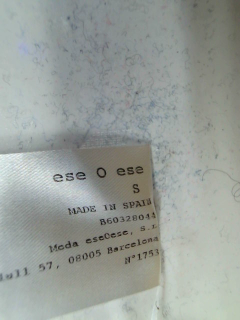 ese O ese
S
MADE IN SPAIN
B60328044
Moda eseOese, s.l.
57, 08005 Barcelona
Nº1753